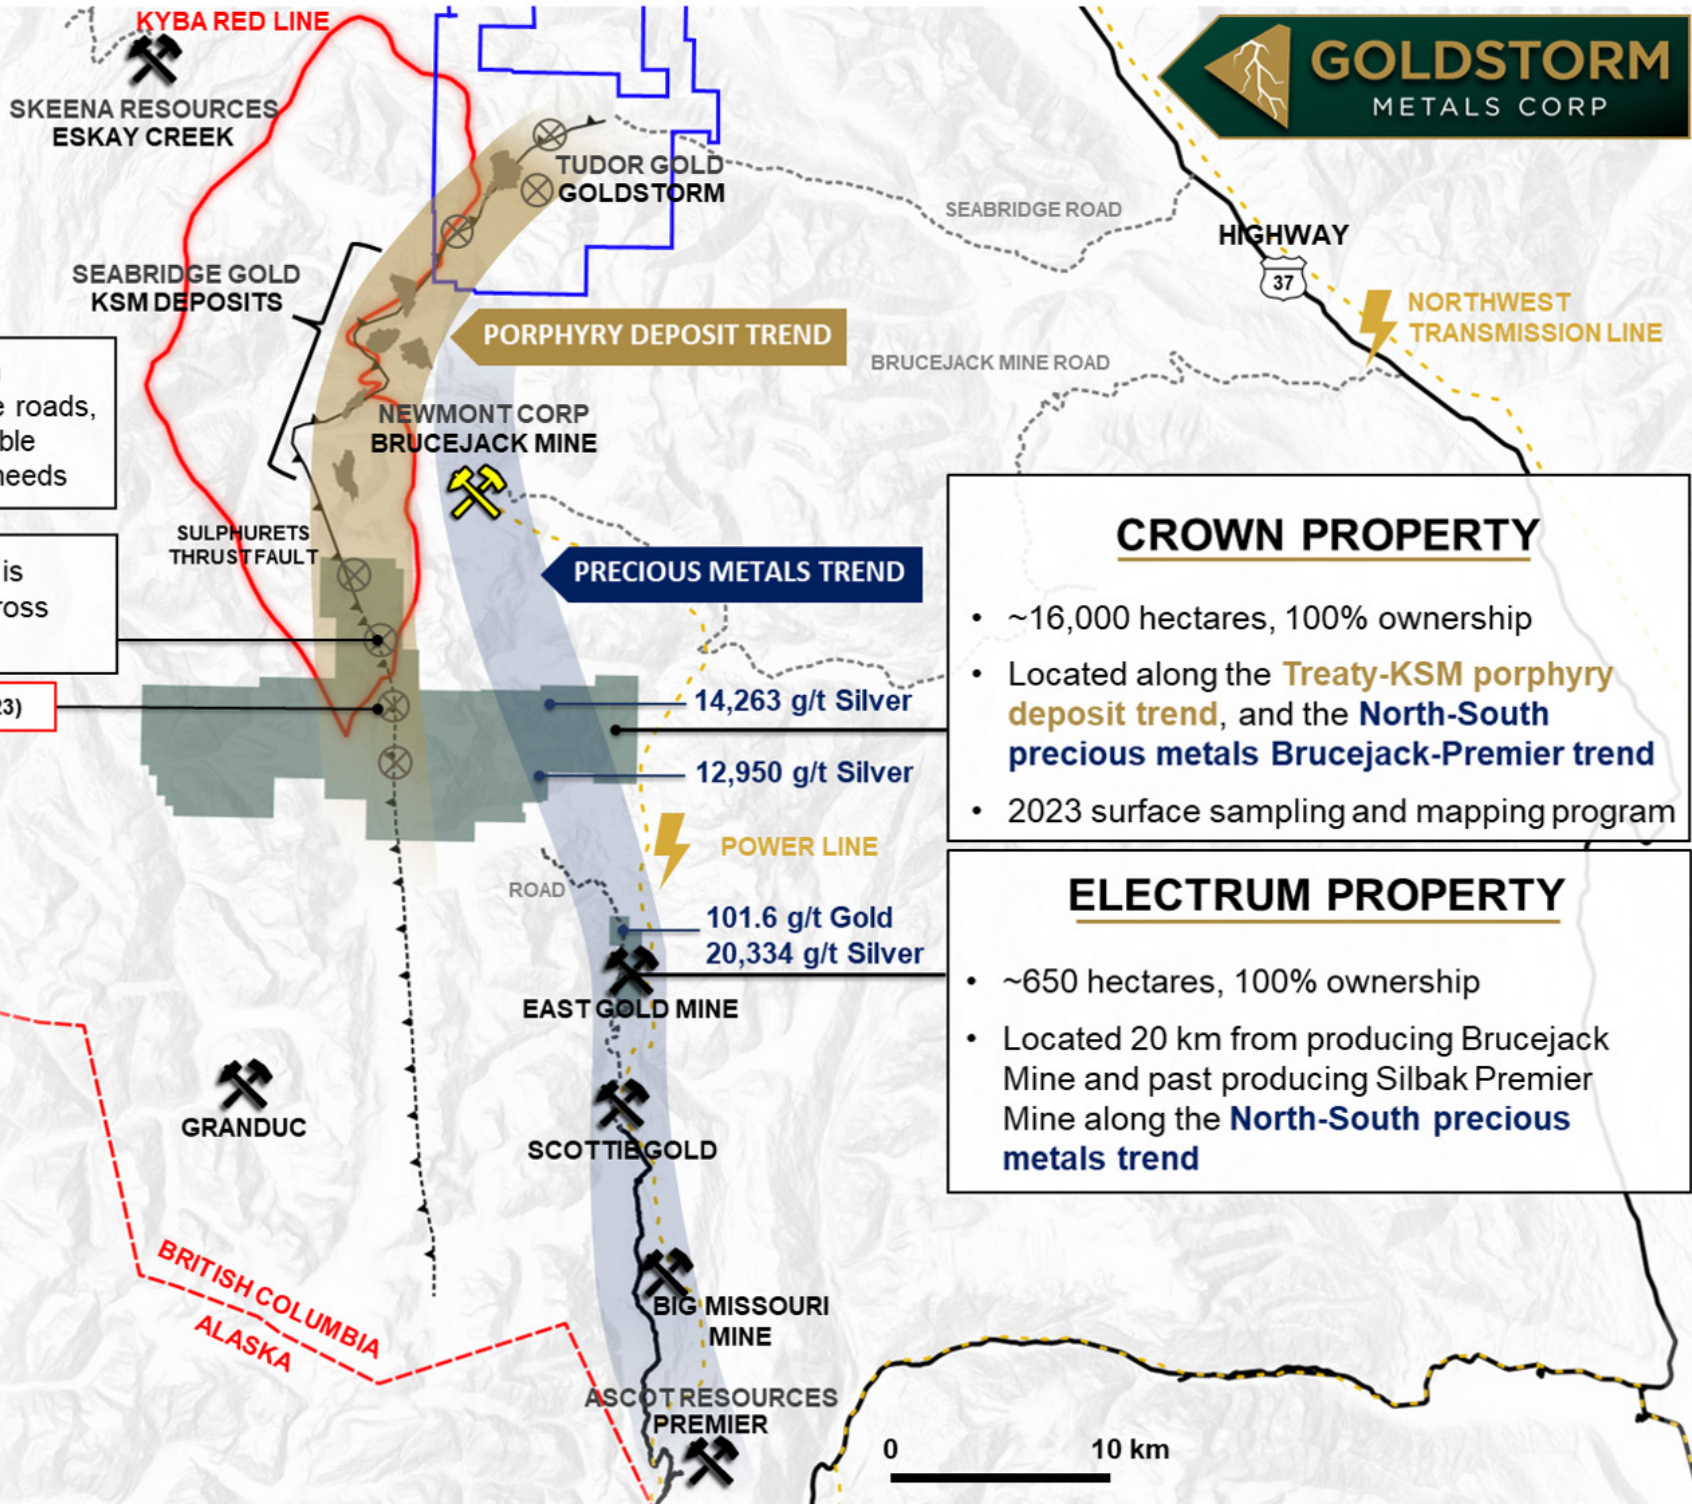 KYBA RED LINE
SKEENA RESOURCES
ESKAY CREEK
GOLDSTORM
METALS CORP
TUDOR GOLD
GOLDSTORM
SEABRIDGE ROAD
HIGHWAY
37
SEABRIDGE GOLD
KSM DEPOSITS
NORTHWEST
TRANSMISSION LINE
PORPHYRY DEPOSIT TREND
BRUCEJACK MINE ROAD
roads,
needs
NEWMONT CORP
BRUCEJACK MINE
SULPHURETS
THRUST FAULT
is
PRECIOUS METALS TREND
23)
14,263 g/t Silver
12,950 g/t Silver
CROWN PROPERTY
• ~16,000 hectares, 100% ownership
• Located along the Treaty-KSM porphyry
deposit trend, and the North-South
precious metals Brucejack-Premier trend
• 2023 surface sampling and mapping program
POWER LINE
ROAD
101.6 g/t Gold
20,334 g/t Silver
EAST GOLD MINE
ELECTRUM PROPERTY
• ~650 hectares, 100% ownership
• Located 20 km from producing Brucejack
Mine and past producing Silbak Premier
Mine along the North-South precious
metals trend
GRANDUC
SCOTTIE GOLD
BRITISH COLUMBIA
ALASKA
BIG MISSOURI
MINE
ASCOT RESOURCES
PREMIER
0 10 km